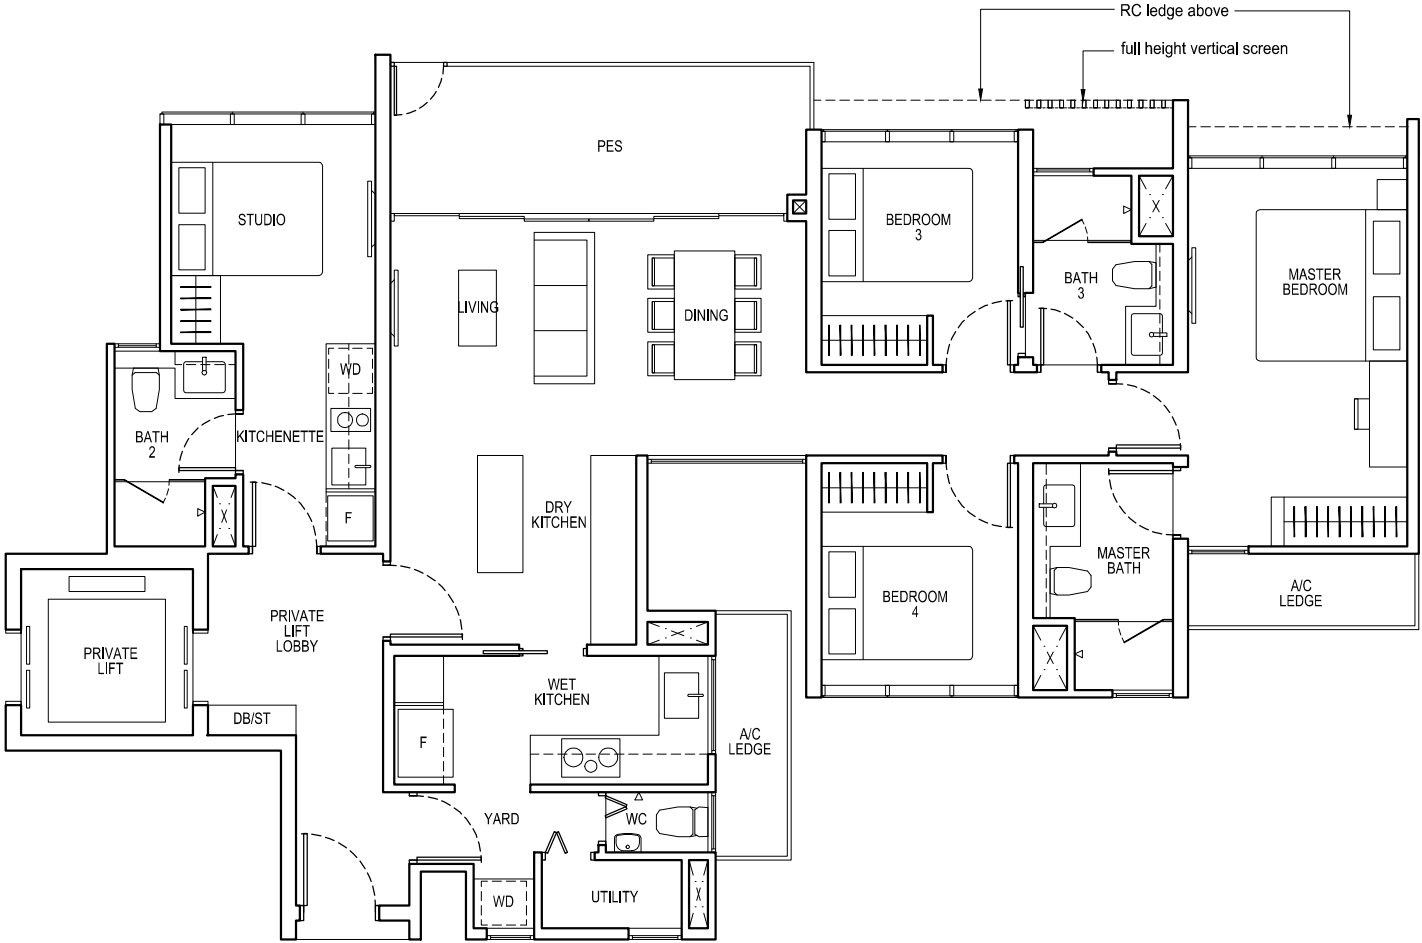 RC ledge above
full height vertical screen
PES
STUDIO
BEDROOM
3
BATH
3
MASTER
BEDROOM
LIVING
DINING
WD
KITCHENETTE
BATH
2
F
DRY
KITCHEN
MASTER
BATH
BEDROOM
4
A/C
LEDGE
PRIVATE
LIFT
LOBBY
PRIVATE
LIFT
WET
KITCHEN
DB/ST
F
A/C
LEDGE
YARD
WC
WD
UTILITY